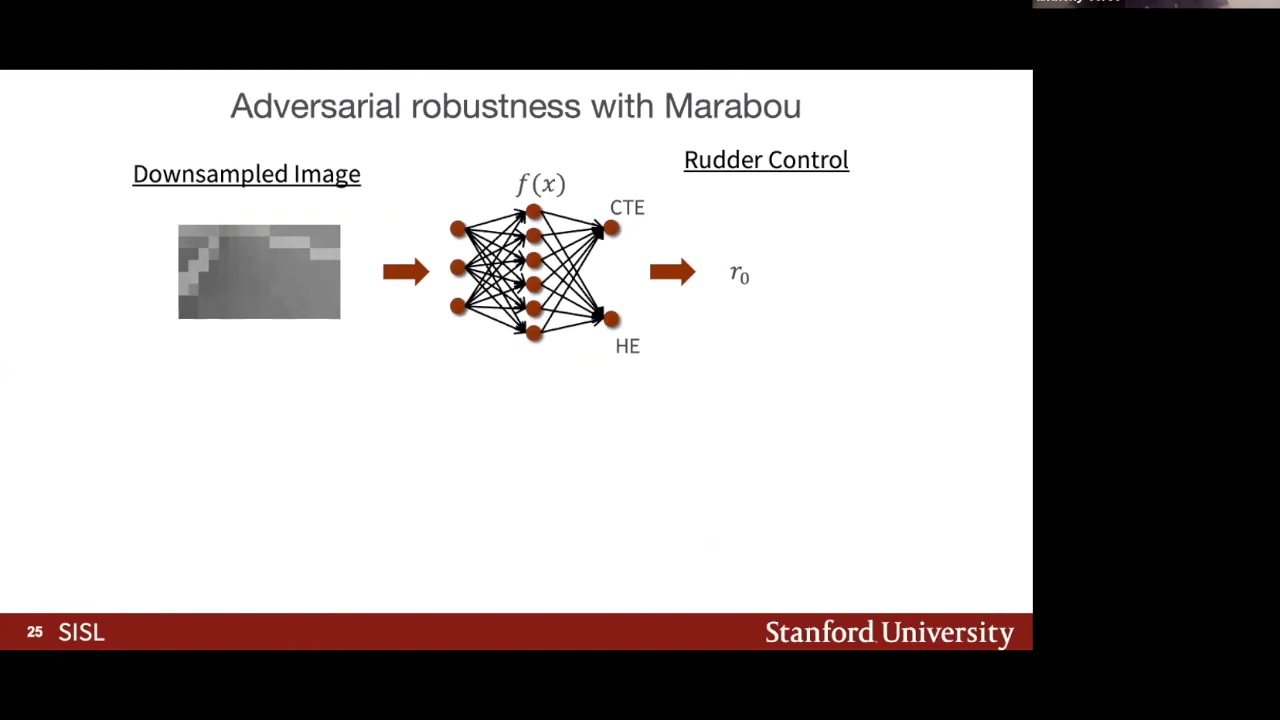 Adversarial robustness with Marabou
Downsampled Image
Rudder Control
f(x)
CTE
r₀
HE
25 SISL
Stanford University